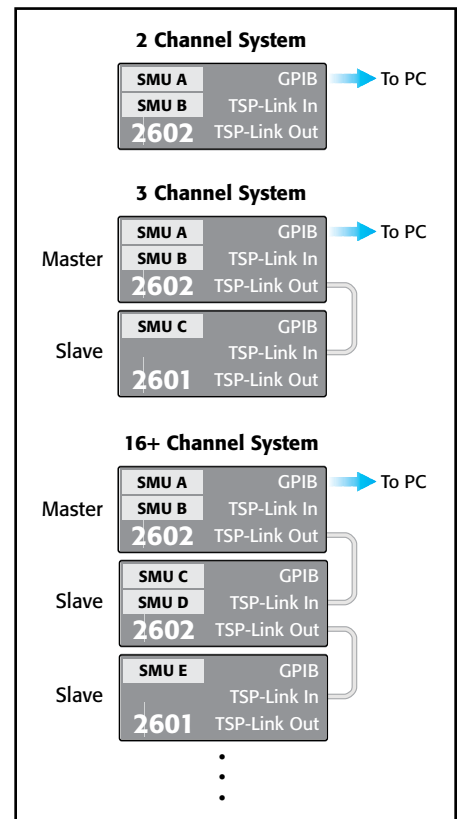 2 Channel System
SMU A GPIB To PC
SMU B TSP-Link In
2602 TSP-Link Out
3 Channel System
SMU A GPIB To PC
Master SMU B TSP-Link In
2602 TSP-Link Out
SMU C GPIB
Slave TSP-Link In
2601 TSP-Link Out
16+ Channel System
SMU A GPIB To PC
Master SMU B TSP-Link In
2602 TSP-Link Out
SMU C GPIB
Slave SMU D TSP-Link In
2602 TSP-Link Out
SMU E GPIB
Slave TSP-Link In
2601 TSP-Link Out